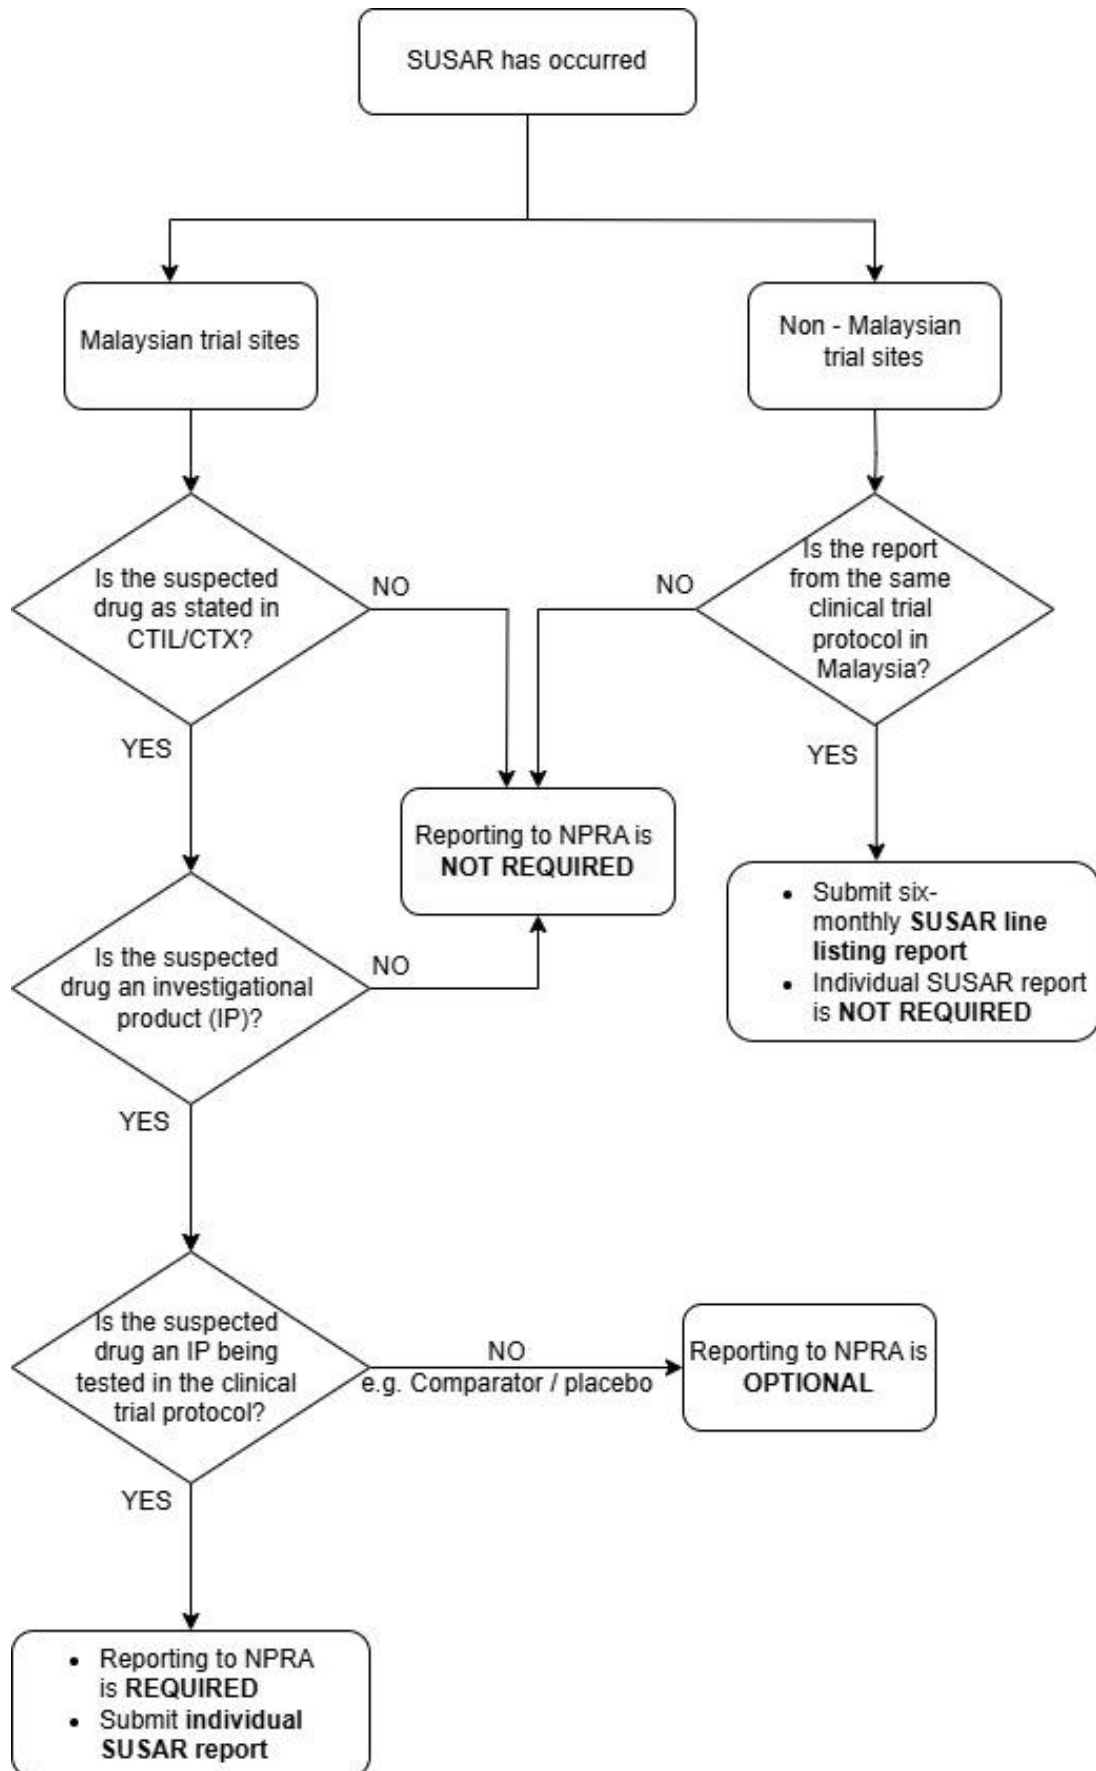 SUSAR has occurred
Malaysian trial sites
Non - Malaysian
trial sites
Is the suspected
drug as stated in
CTIL/CTX?
NO
YES
Is the report
from the same
clinical trial
protocol in
Malaysia?
NO
YES
Reporting to NPRA is
NOT REQUIRED
• Submit six-
monthly SUSAR line
listing report
• Individual SUSAR report
is NOT REQUIRED
Is the suspected
drug an investigational
product (IP)?
NO
YES
Is the suspected
drug an IP being
tested in the clinical
trial protocol?
NO
e.g. Comparator / placebo
Reporting to NPRA is
OPTIONAL
YES
• Reporting to NPRA
is REQUIRED
• Submit individual
SUSAR report